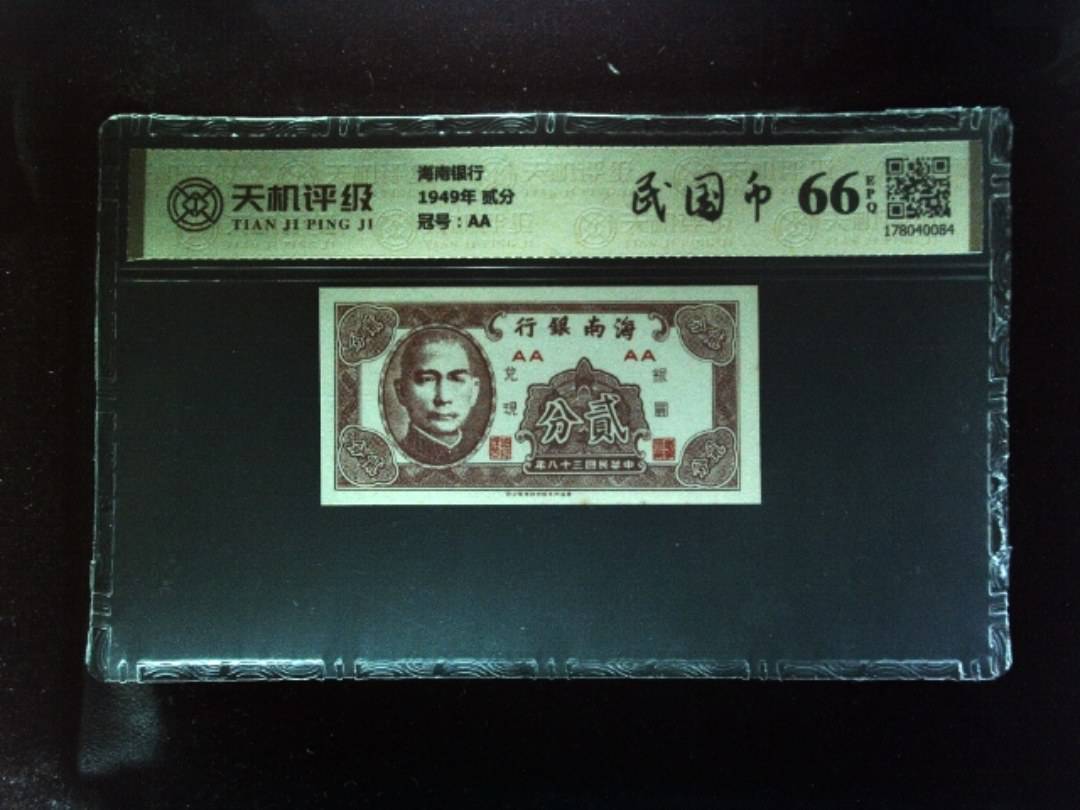 天机评级
TIAN JI PING JI
海南银行
1949年 贰分
冠号：AA
民国币
66
EPQ
178040084
行銀南海
AA
AA
兌現
銀圓
分貳
年八十三國民華中